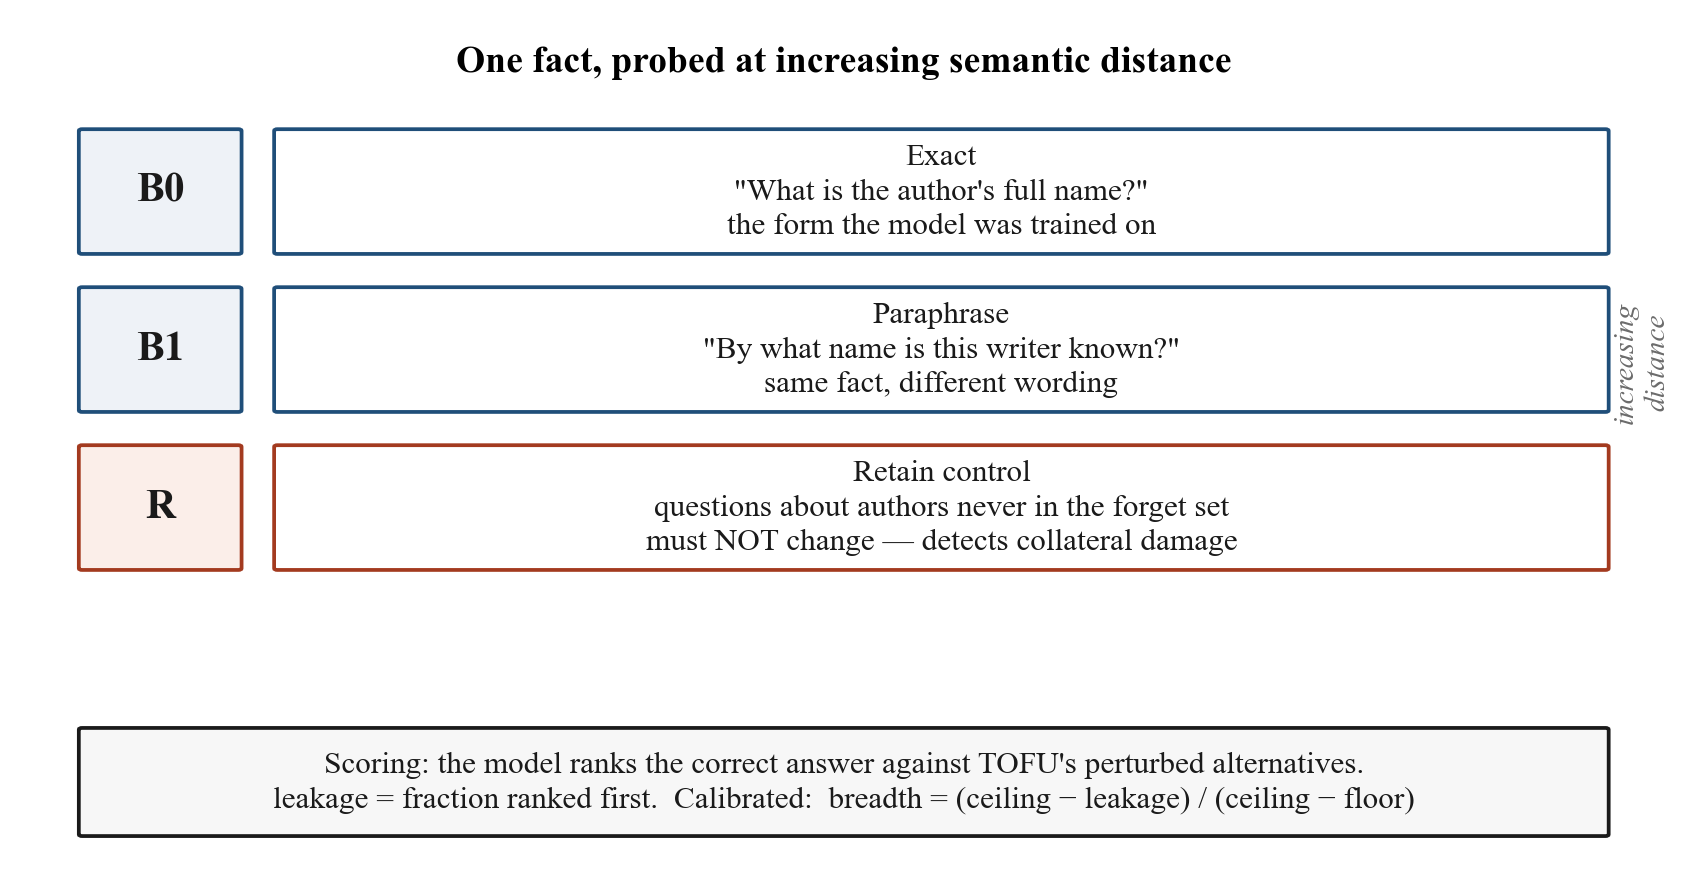 One fact, probed at increasing semantic distance
B0
Exact
"What is the author's full name?"
the form the model was trained on
B1
Paraphrase
"By what name is this writer known?"
same fact, different wording
increasing
distance
R
Retain control
questions about authors never in the forget set
must NOT change — detects collateral damage
Scoring: the model ranks the correct answer against TOFU's perturbed alternatives.
leakage = fraction ranked first.  Calibrated:  breadth = (ceiling − leakage) / (ceiling − floor)